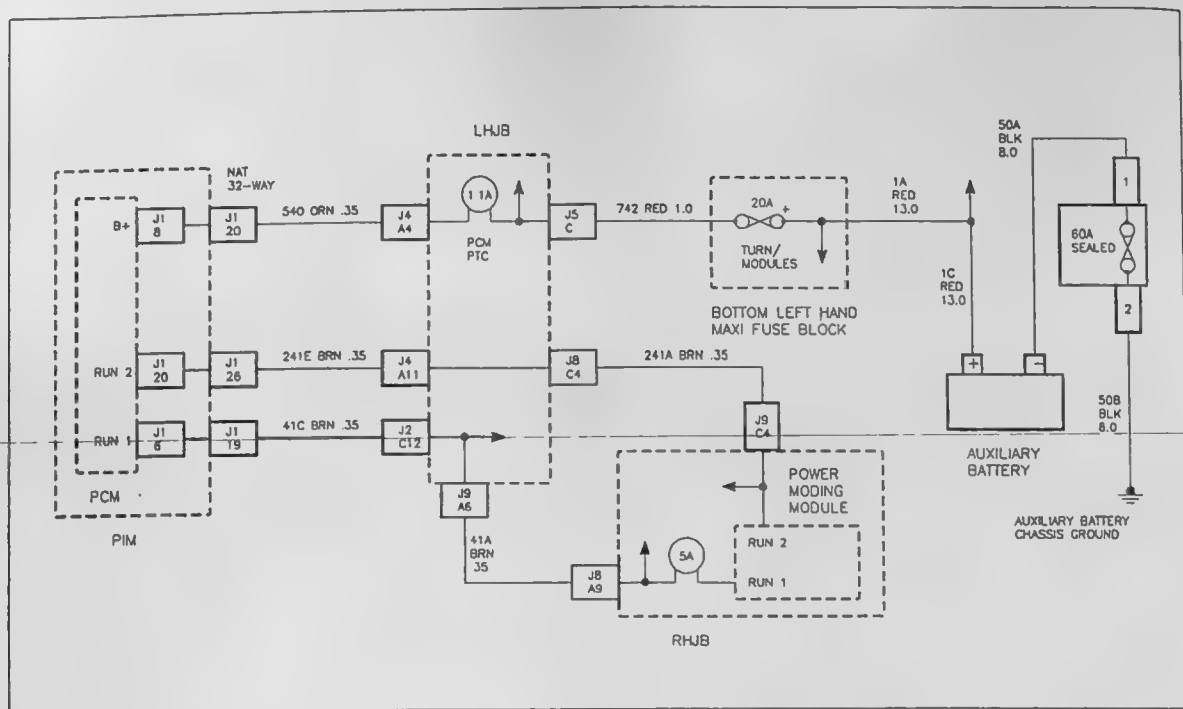 LHJB
NAT
32-WAY
B+
J1
8
J1
20
540 ORN .35
J4
A4
1 1A
PCM
PTC
J5
C
742 RED 1.0
20A
+
TURN/
MODULES
BOTTOM LEFT HAND
MAXI FUSE BLOCK
1A
RED
13.0
1C
RED
13.0
50A
BLK
8.0
1
60A
SEALED
2
+
-
AUXILIARY
BATTERY
50B
BLK
8.0
AUXILIARY BATTERY
CHASSIS GROUND
RUN 2
J1
20
J1
26
241E BRN .35
J4
A11
J8
C4
241A BRN .35
J9
C4
RUN 1
J1
6
J1
19
41C BRN .35
J2
C12
J9
A6
41A
BRN
.35
J8
A9
5A
POWER
MODING
MODULE
RUN 2
RUN 1
RHJB
PCM
PIM